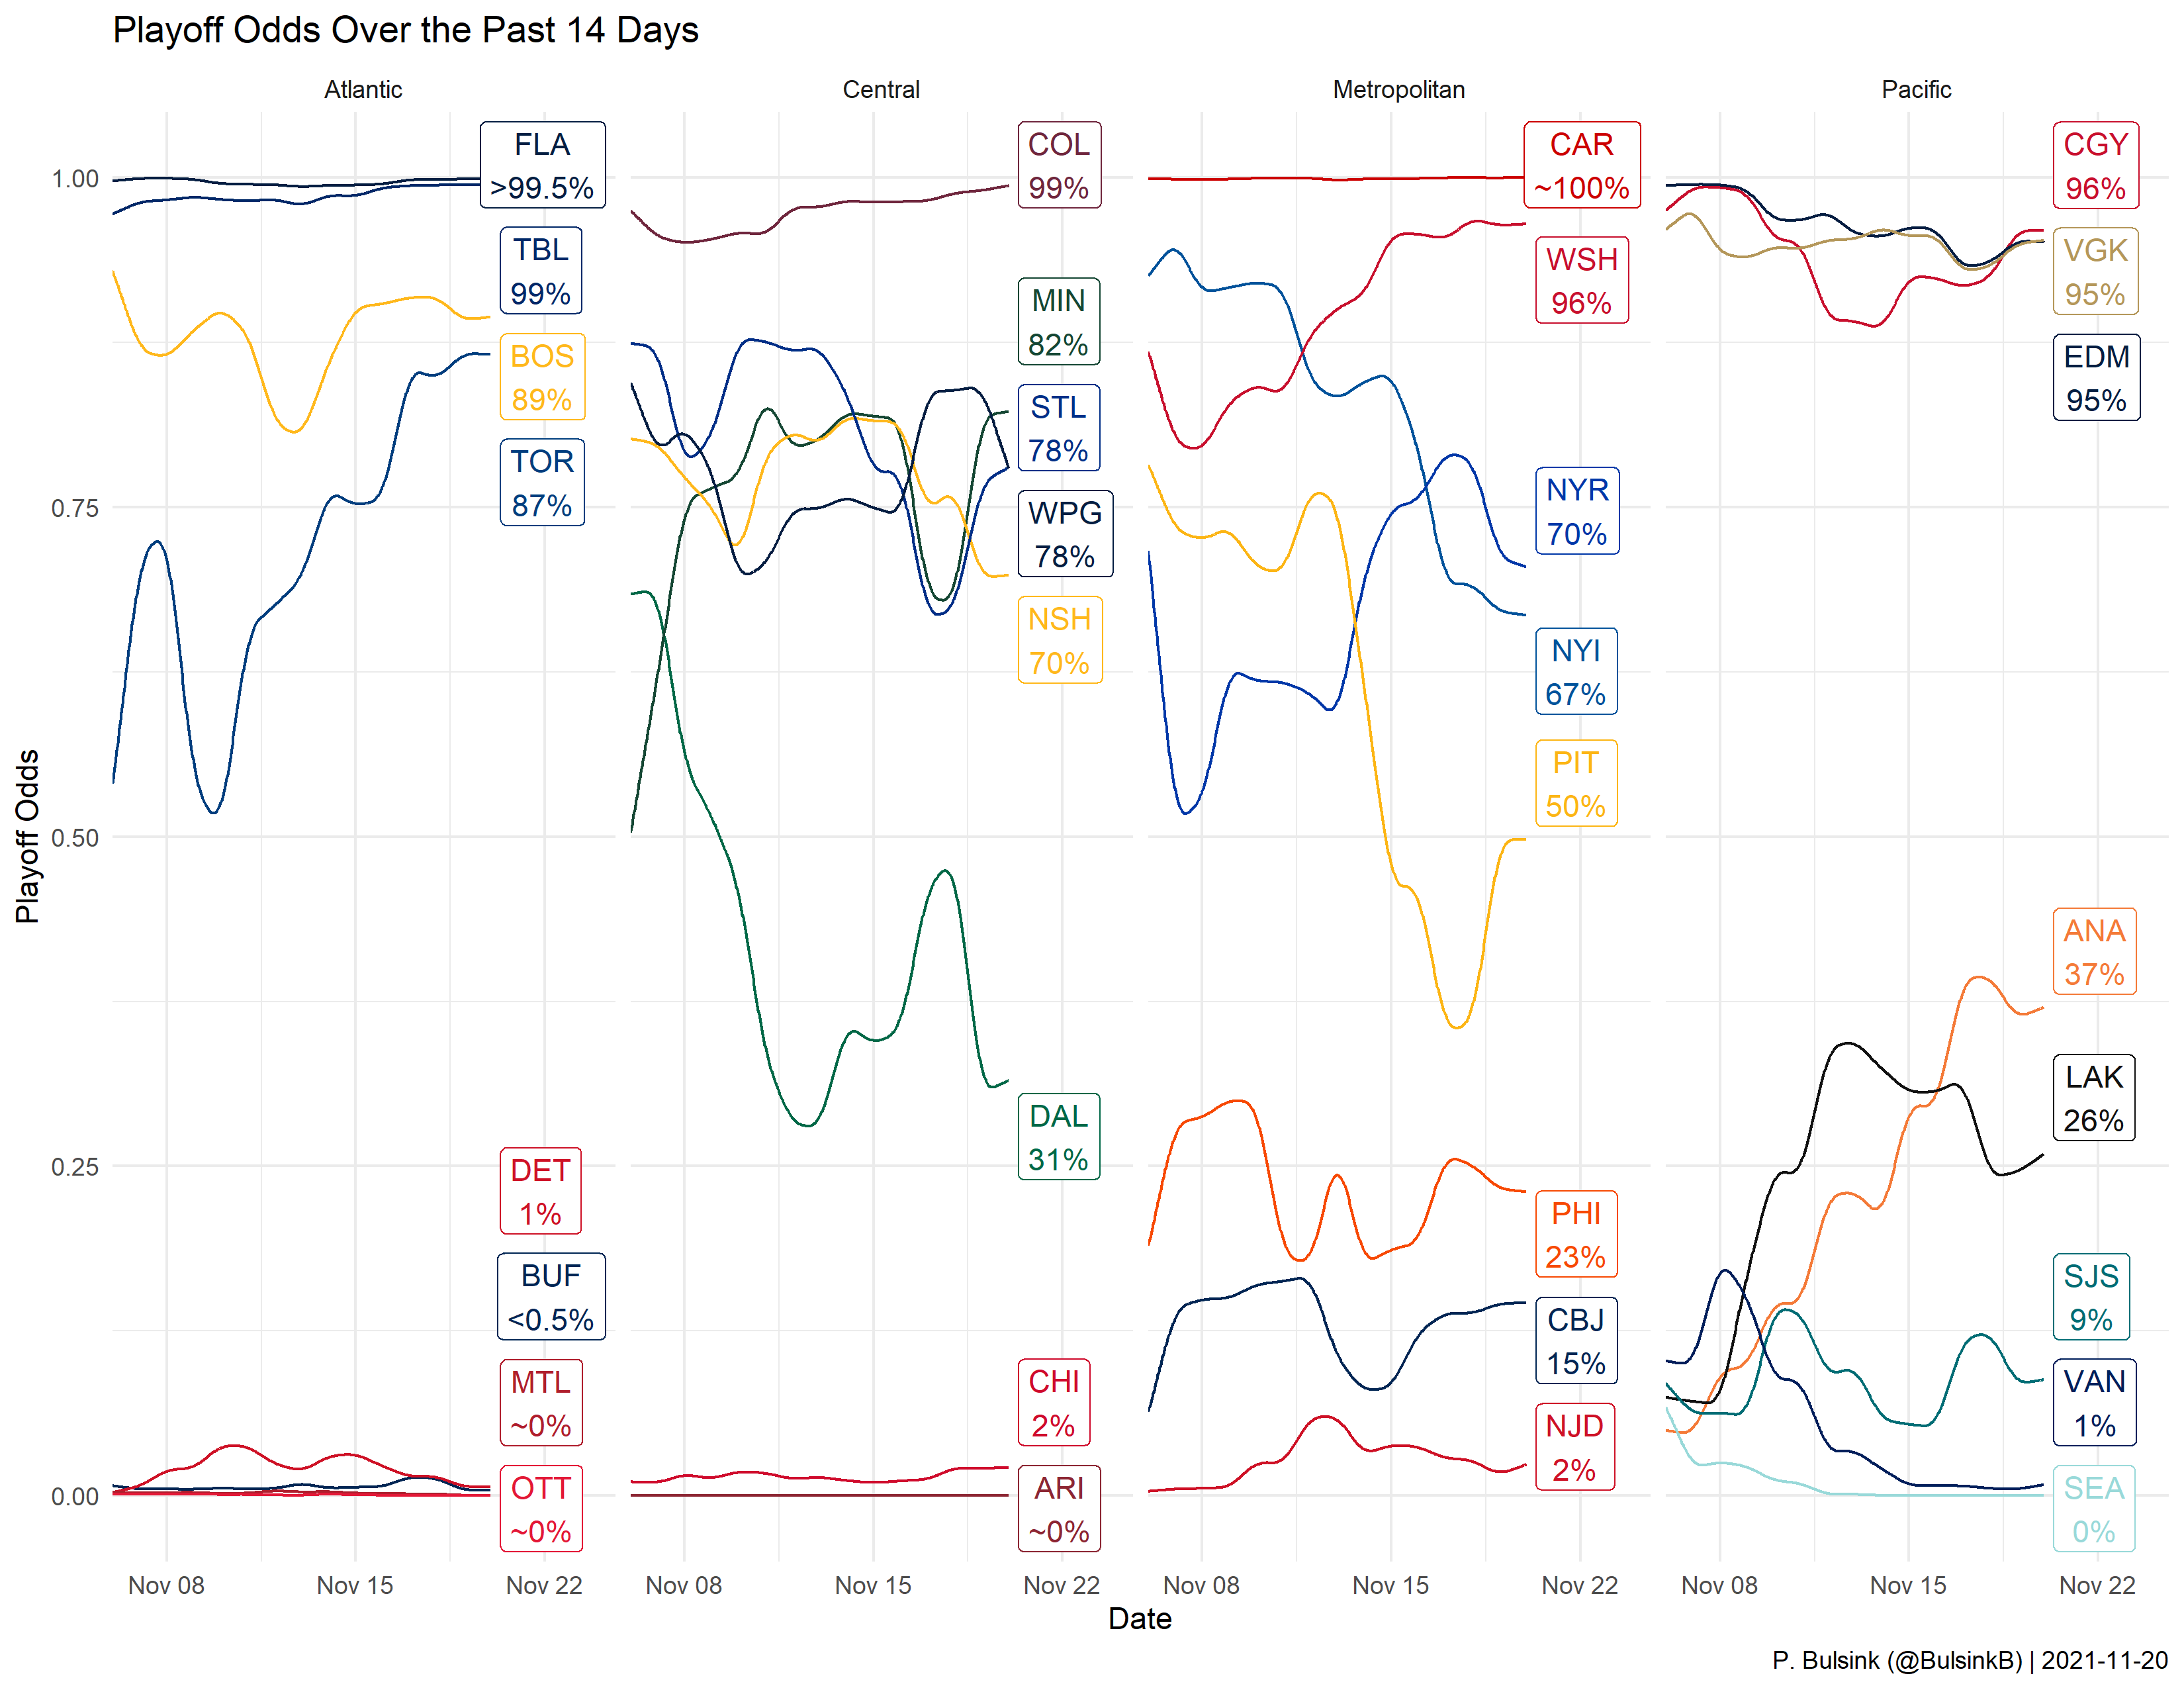 Playoff Odds Over the Past 14 Days
Atlantic
Central
Metropolitan
Pacific
Playoff Odds
1.00
0.75
0.50
0.25
0.00
FLA
>99.5%
TBL
99%
BOS
89%
TOR
87%
DET
1%
BUF
<0.5%
MTL
~0%
OTT
~0%
COL
99%
MIN
82%
STL
78%
WPG
78%
NSH
70%
DAL
31%
CHI
2%
ARI
~0%
CAR
~100%
WSH
96%
NYR
70%
NYI
67%
PIT
50%
PHI
23%
CBJ
15%
NJD
2%
CGY
96%
VGK
95%
EDM
95%
ANA
37%
LAK
26%
SJS
9%
VAN
1%
SEA
0%
Nov 08 Nov 15 Nov 22
Nov 08 Nov 15 Nov 22
Nov 08 Nov 15 Nov 22
Nov 08 Nov 15 Nov 22
Date
P. Bulsink (@BulsinkB) | 2021-11-20